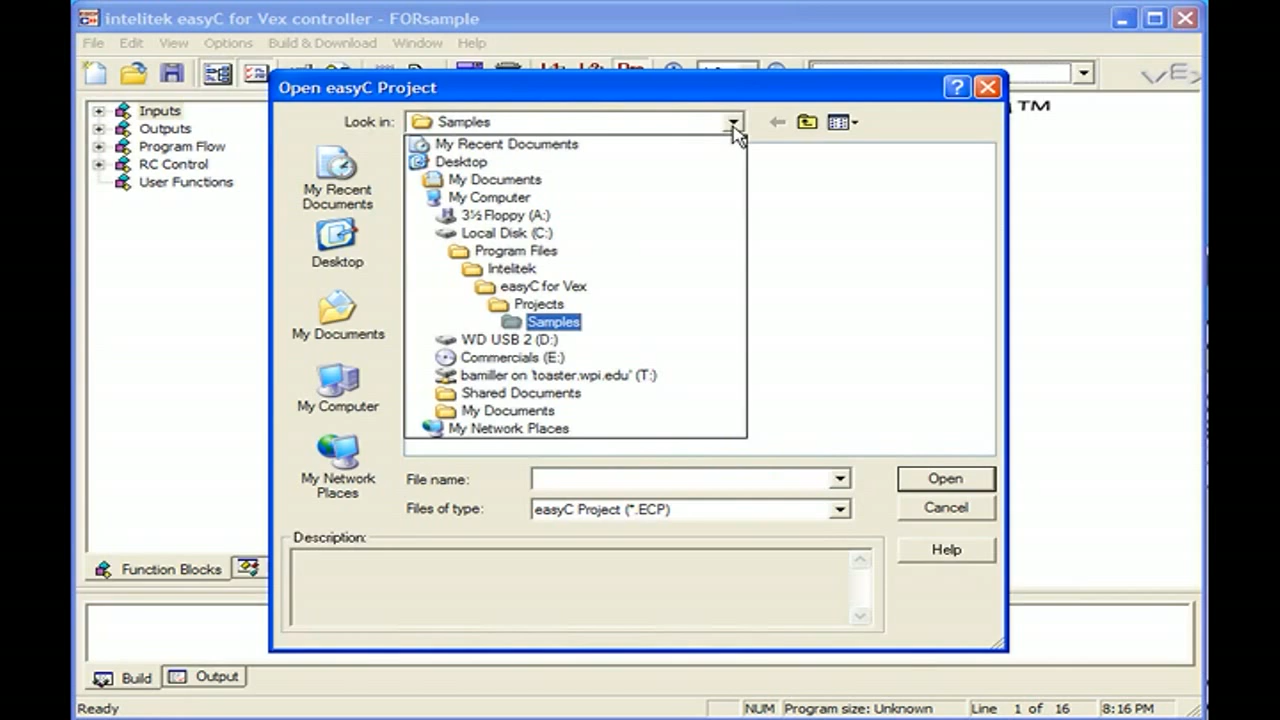 intelitek easyC for Vex controller - FORsample
File Edit View Options Build & Download Window Help
Open easyC Project
TM
Look in: Samples
My Recent Documents
Desktop
My Documents
My Computer
3½ Floppy (A:)
Local Disk (C:)
Program Files
Intelitek
easyC for Vex
Projects
Samples
WD USB 2 (D:)
Commercials (E:)
bamiller on 'toaster.wpi.edu' (T:)
Shared Documents
My Documents
My Network Places
Inputs
Outputs
Program Flow
RC Control
User Functions
My Recent
Documents
Desktop
My Documents
My Computer
My Network
Places
File name:
Open
Files of type: easyC Project (*.ECP)
Cancel
Description:
Help
Function Blocks
Build Output
Ready NUM Program size: Unknown Line 1 of 16 8:16 PM